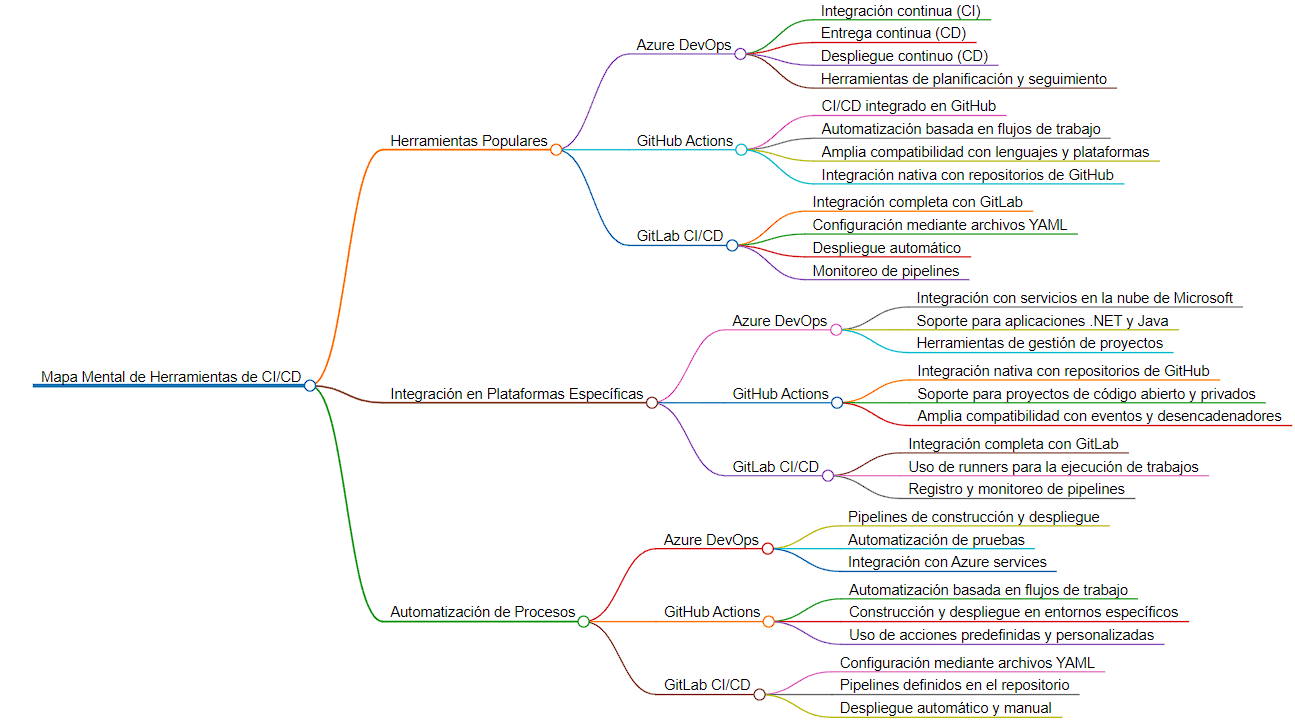 Mapa Mental de Herramientas de CI/CD
Herramientas Populares
Azure DevOps
Integración continua (CI)
Entrega continua (CD)
Despliegue continuo (CD)
Herramientas de planificación y seguimiento
GitHub Actions
CI/CD integrado en GitHub
Automatización basada en flujos de trabajo
Amplia compatibilidad con lenguajes y plataformas
Integración nativa con repositorios de GitHub
GitLab CI/CD
Integración completa con GitLab
Configuración mediante archivos YAML
Despliegue automático
Monitoreo de pipelines
Integración en Plataformas Específicas
Azure DevOps
Integración con servicios en la nube de Microsoft
Soporte para aplicaciones .NET y Java
Herramientas de gestión de proyectos
GitHub Actions
Integración nativa con repositorios de GitHub
Soporte para proyectos de código abierto y privados
Amplia compatibilidad con eventos y desencadenadores
GitLab CI/CD
Integración completa con GitLab
Uso de runners para la ejecución de trabajos
Registro y monitoreo de pipelines
Automatización de Procesos
Azure DevOps
Pipelines de construcción y despliegue
Automatización de pruebas
Integración con Azure services
GitHub Actions
Automatización basada en flujos de trabajo
Construcción y despliegue en entornos específicos
Uso de acciones predefinidas y personalizadas
GitLab CI/CD
Configuración mediante archivos YAML
Pipelines definidos en el repositorio
Despliegue automático y manual